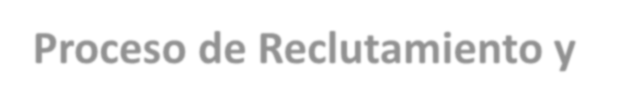 Proceso de Reclutamiento y